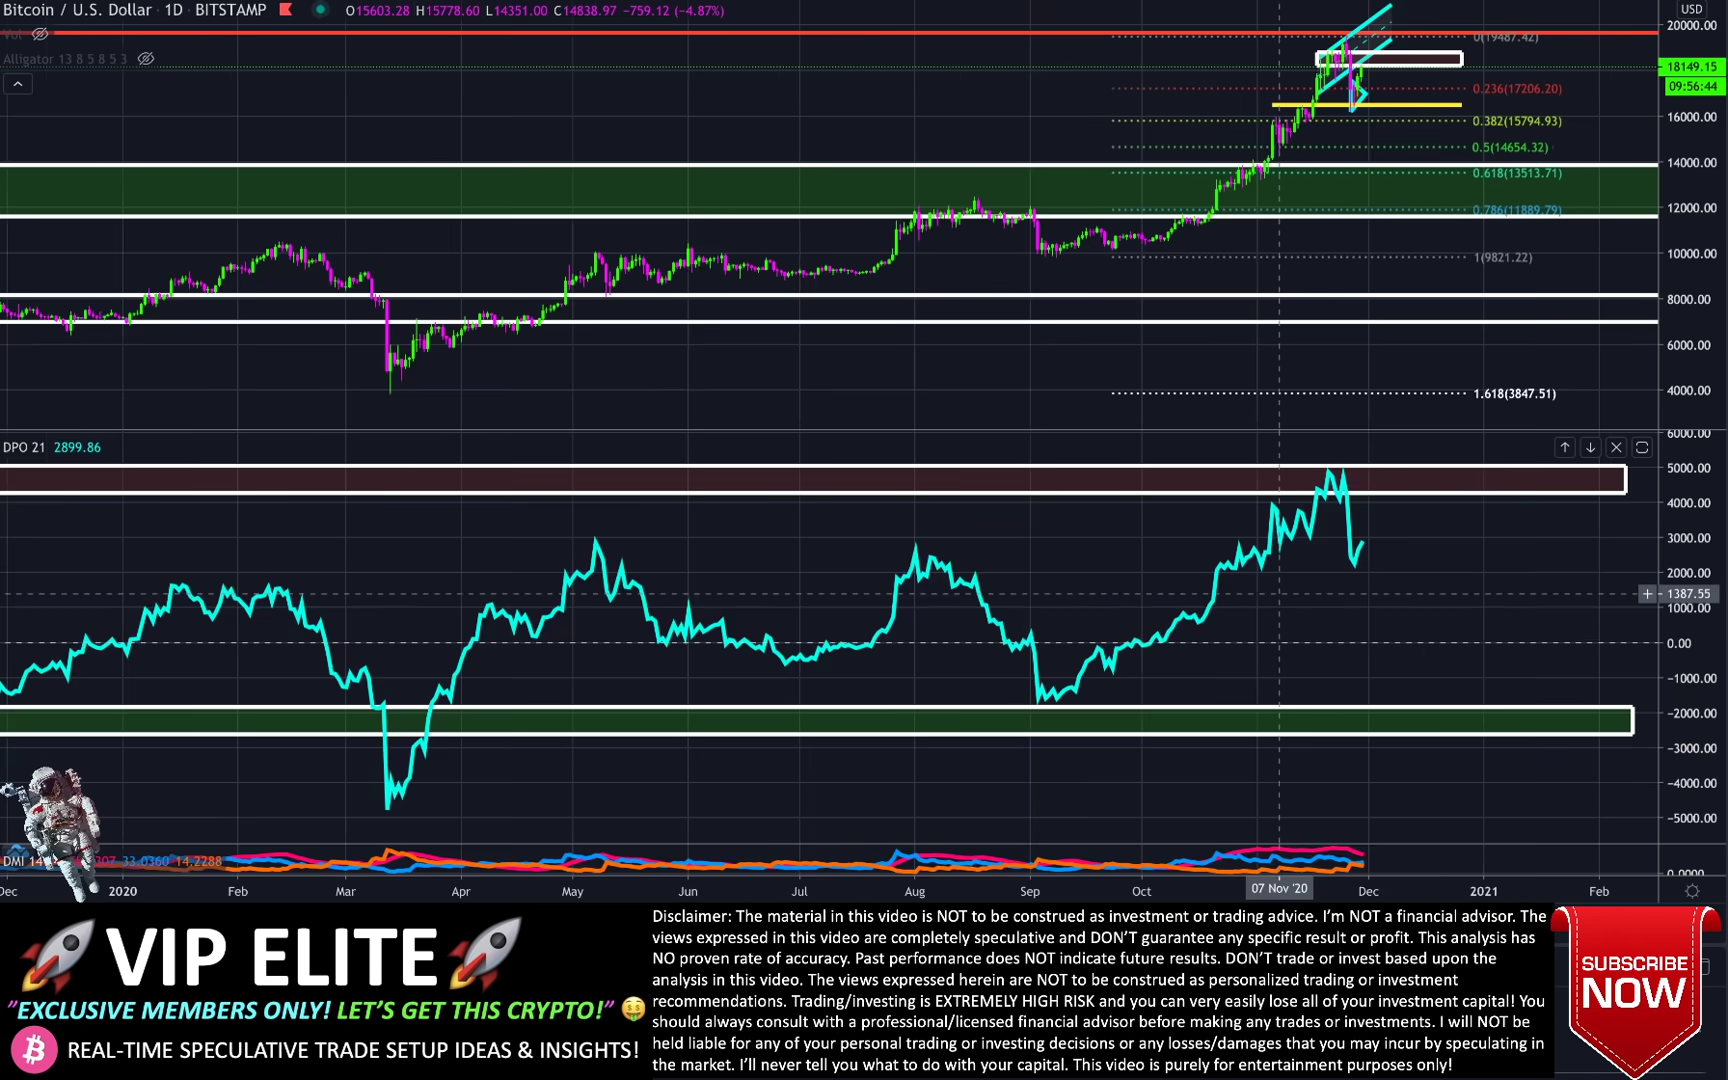 Bitcoin / U.S. Dollar · 1D · BITSTAMP O15603.28 H15778.60 L14351.00 C14838.97 −759.12 (−4.87%)
USD
Vol
Alligator 13 8 5 8 5 3
20000.00
18149.15
09:56:44
16000.00
14000.00
12000.00
10000.00
8000.00
6000.00
4000.00
0(19487.42)
0.236(17206.20)
0.382(15794.93)
0.5(14654.32)
0.618(13513.71)
0.786(11889.79)
1(9821.22)
1.618(3847.51)
DPO 21 2899.86
6000.00
5000.00
4000.00
3000.00
2000.00
1387.55
1000.00
0.00
−1000.00
−2000.00
−3000.00
−4000.00
−5000.00
DMI 14 33.0360 14.2288
0.0000
Dec 2020 Feb Mar Apr May Jun Jul Aug Sep Oct 07 Nov '20 Dec 2021 Feb
VIP ELITE
"EXCLUSIVE MEMBERS ONLY! LET'S GET THIS CRYPTO!"
REAL-TIME SPECULATIVE TRADE SETUP IDEAS & INSIGHTS!
Disclaimer: The material in this video is NOT to be construed as investment or trading advice. I'm NOT a financial advisor. The
views expressed in this video are completely speculative and DON'T guarantee any specific result or profit. This analysis has
NO proven rate of accuracy. Past performance does NOT indicate future results. DON'T trade or invest based upon the
analysis in this video. The views expressed herein are NOT to be construed as personalized trading or investment
recommendations. Trading/investing is EXTREMELY HIGH RISK and you can very easily lose all of your investment capital! You
should always consult with a professional/licensed financial advisor before making any trades or investments. I will NOT be
held liable for any of your personal trading or investing decisions or any losses/damages that you may incur by speculating in
the market. I'll never tell you what to do with your capital. This video is purely for entertainment purposes only!
SUBSCRIBE
NOW